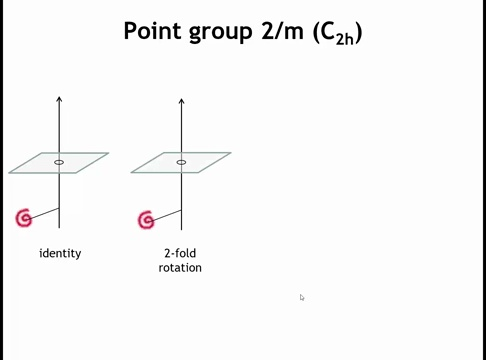 Point group 2/m (C2h)
identity
2-fold
rotation